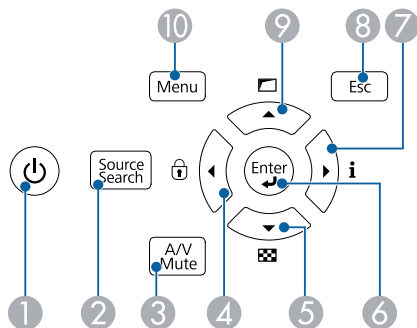 10 9 8 7
Menu
Esc
Source
Search
Enter
i
A/V
Mute
1 2 3 4 5 6